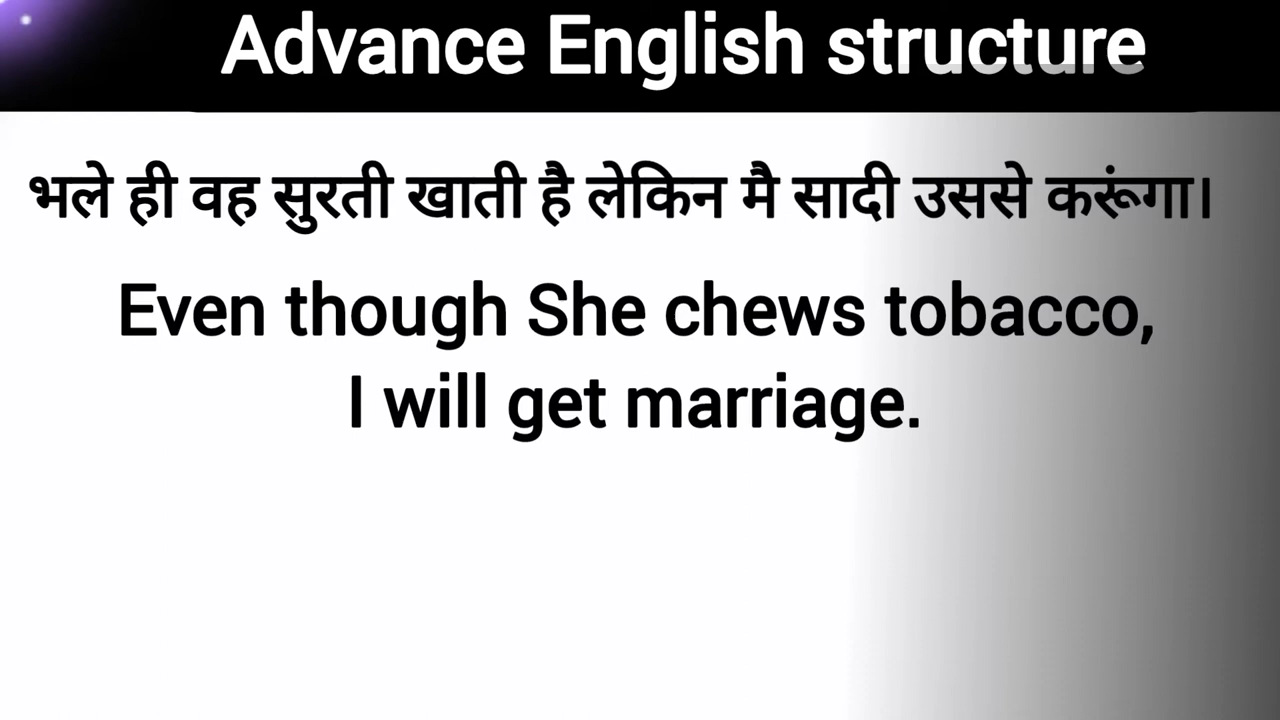 Advance English structure
भले ही वह सुरती खाती है लेकिन मै सादी उससे करूंगा।
Even though She chews tobacco,
I will get marriage.